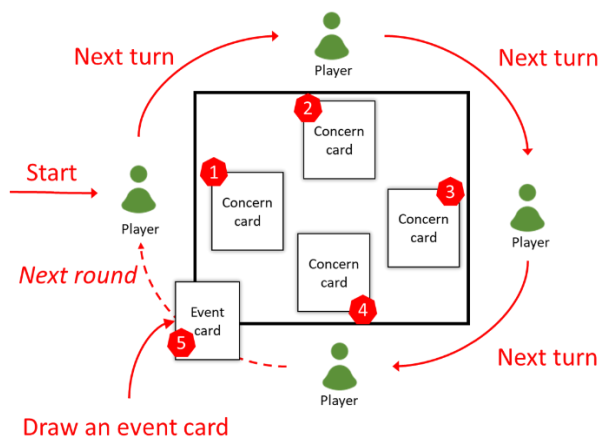 Next turn
Player
Next turn
2
Concern
card
Start
1
Concern
card
3
Concern
card
Player
Player
Next round
Concern
card
4
Event
card
5
Next turn
Player
Draw an event card